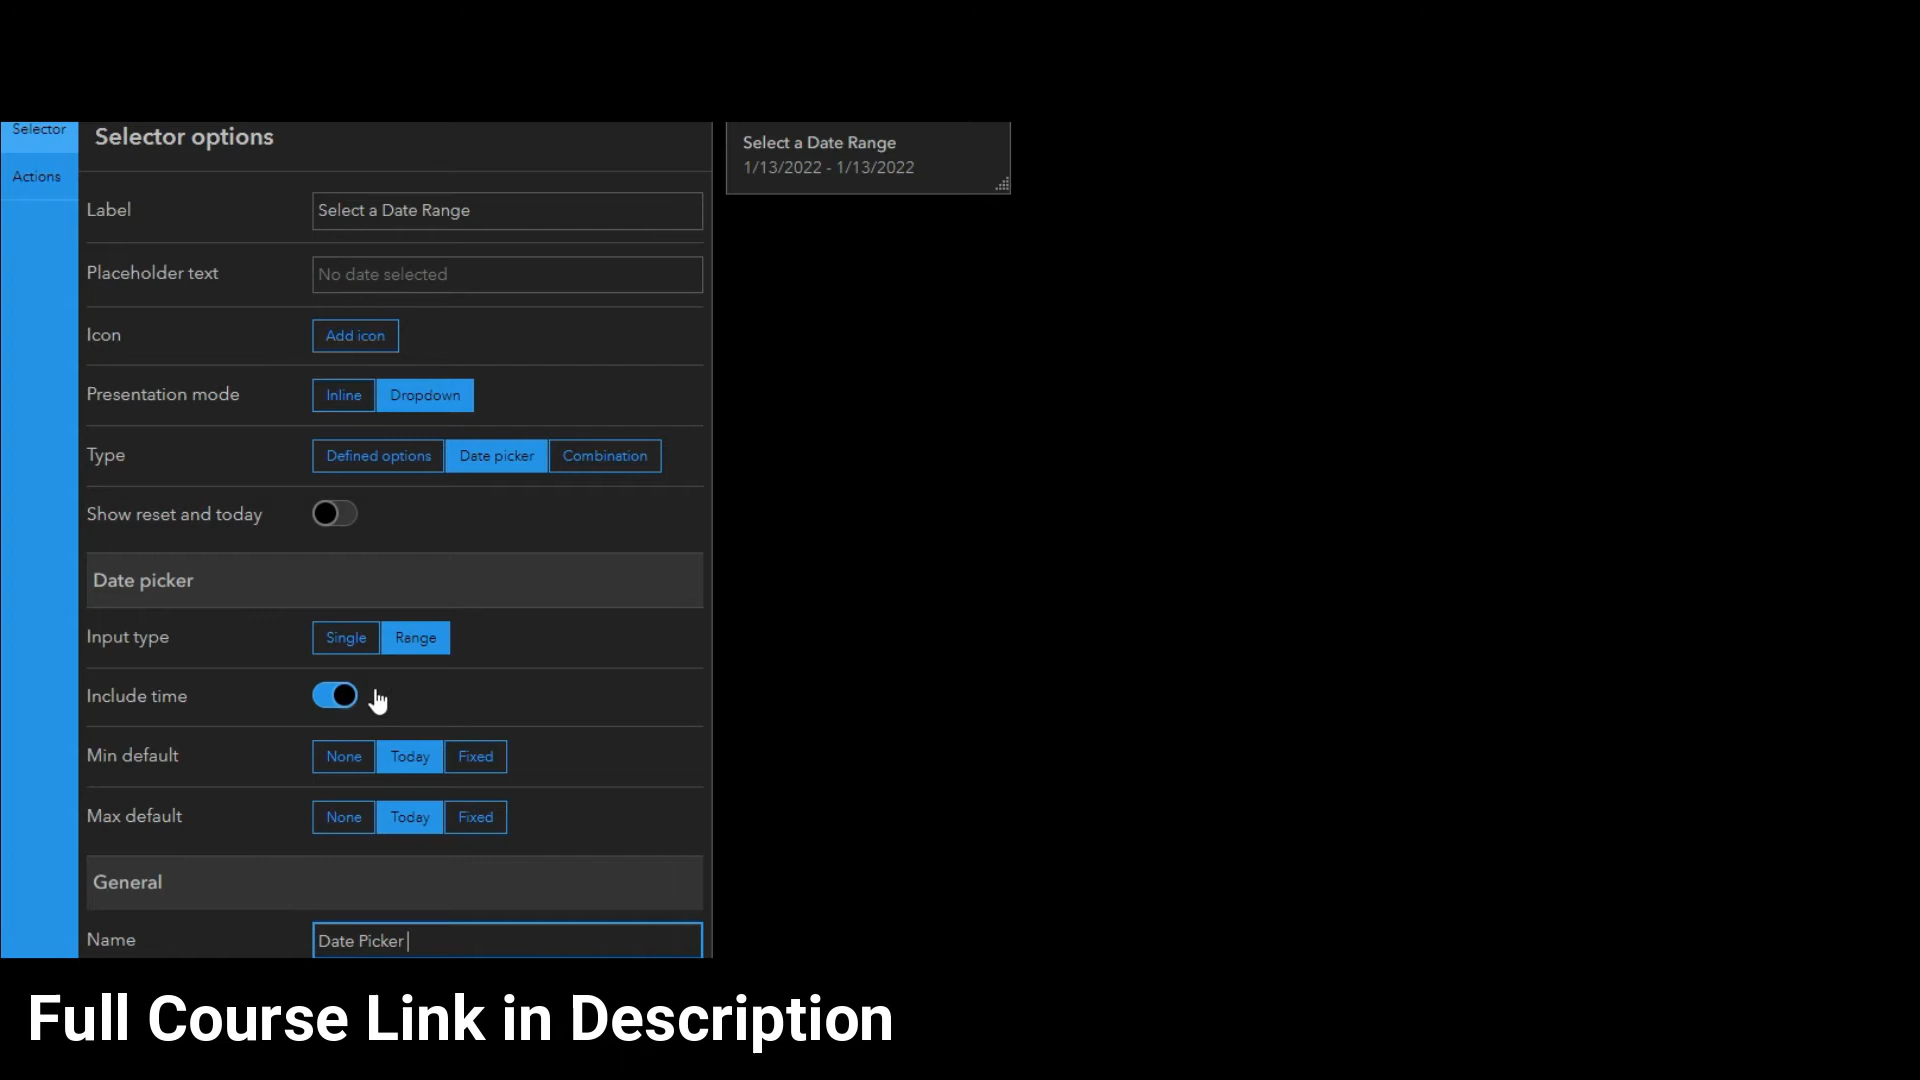 Selector
Actions
Selector options
Label
Select a Date Range
Placeholder text
No date selected
Icon
Add icon
Presentation mode
Inline
Dropdown
Type
Defined options
Date picker
Combination
Show reset and today
Date picker
Input type
Single
Range
Include time
Min default
None
Today
Fixed
Max default
None
Today
Fixed
General
Name
Date Picker
Select a Date Range
1/13/2022 - 1/13/2022
Full Course Link in Description